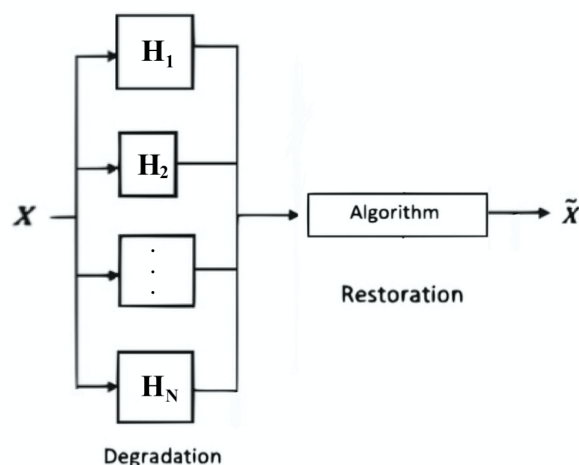 H₁
H₂
X
Algorithm
X̃
.
.
.
Restoration
H_N
Degradation